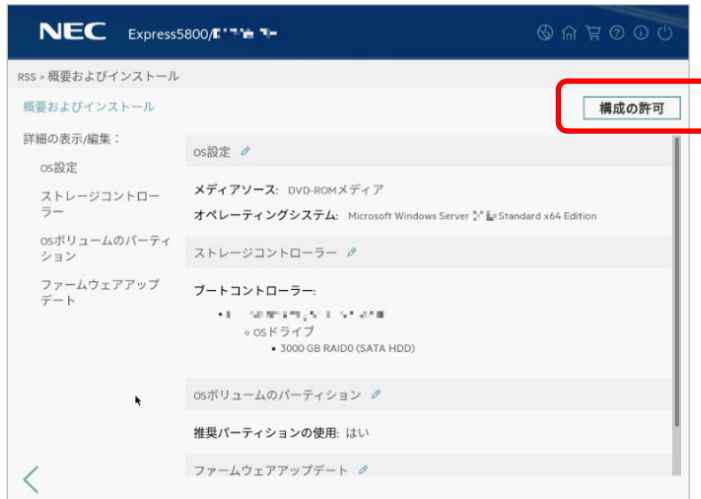 NEC Express5800/
RSS > 概要およびインストール
概要およびインストール
構成の許可
詳細の表示/編集：
OS設定
ストレージコントロー
ラー
OSボリュームのパーティ
ション
ファームウェアアップ
デート
OS設定
メディアソース: DVD-ROMメディア
オペレーティングシステム: Microsoft Windows Server Standard x64 Edition
ストレージコントローラー
ブートコントローラー:
OSドライブ
3000 GB RAID0 (SATA HDD)
OSボリュームのパーティション
推奨パーティションの使用: はい
ファームウェアアップデート